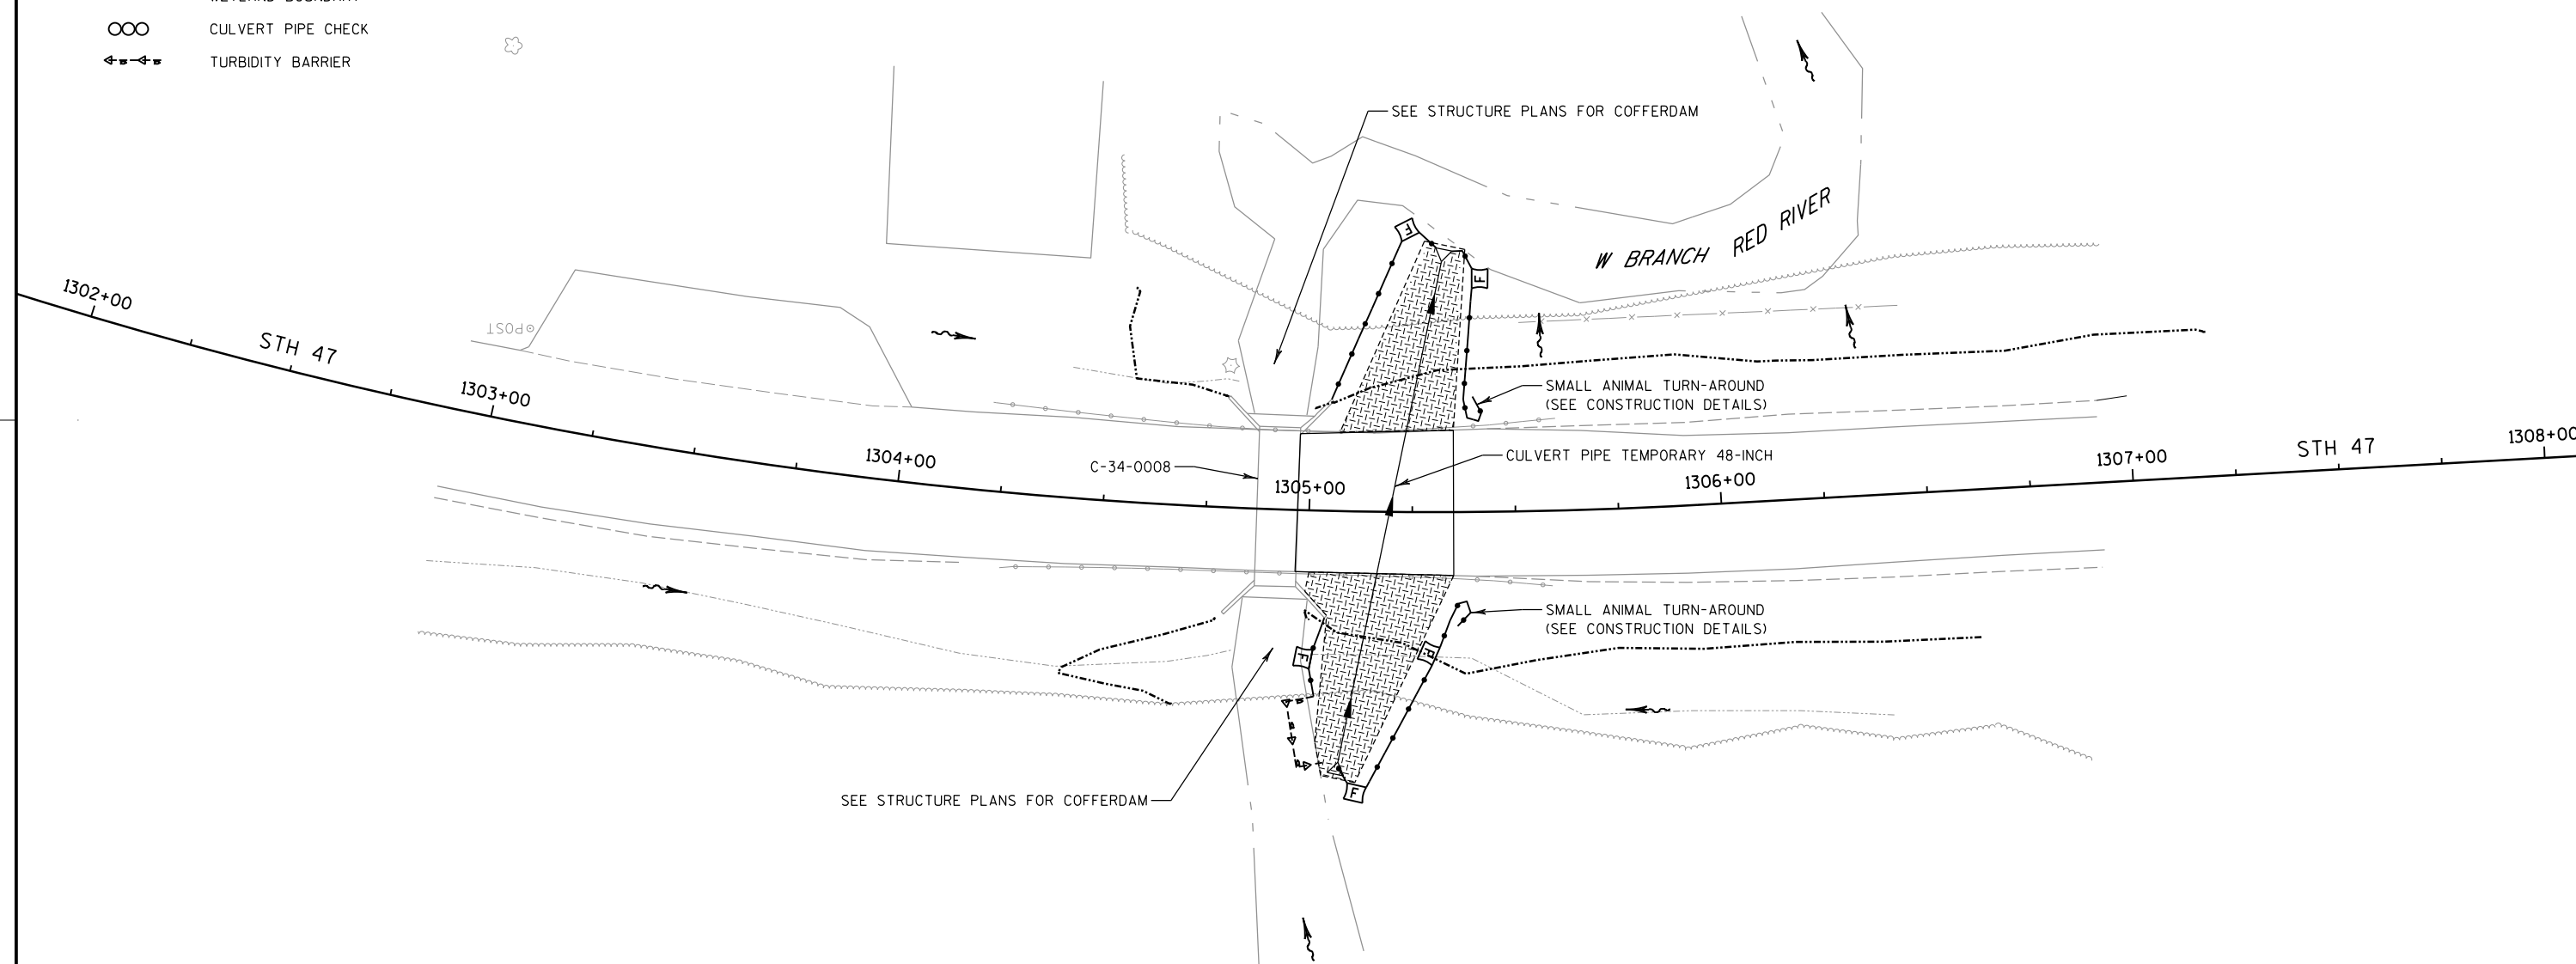 WETLAND BOUNDARY
CULVERT PIPE CHECK
TURBIDITY BARRIER
SEE STRUCTURE PLANS FOR COFFERDAM
W BRANCH RED RIVER
1302+00
STH 47
POST
1303+00
F
F
SMALL ANIMAL TURN-AROUND
(SEE CONSTRUCTION DETAILS)
1304+00
C-34-0008
CULVERT PIPE TEMPORARY 48-INCH
1305+00
1306+00
1307+00
STH 47
1308+00
SMALL ANIMAL TURN-AROUND
(SEE CONSTRUCTION DETAILS)
F
F
SEE STRUCTURE PLANS FOR COFFERDAM